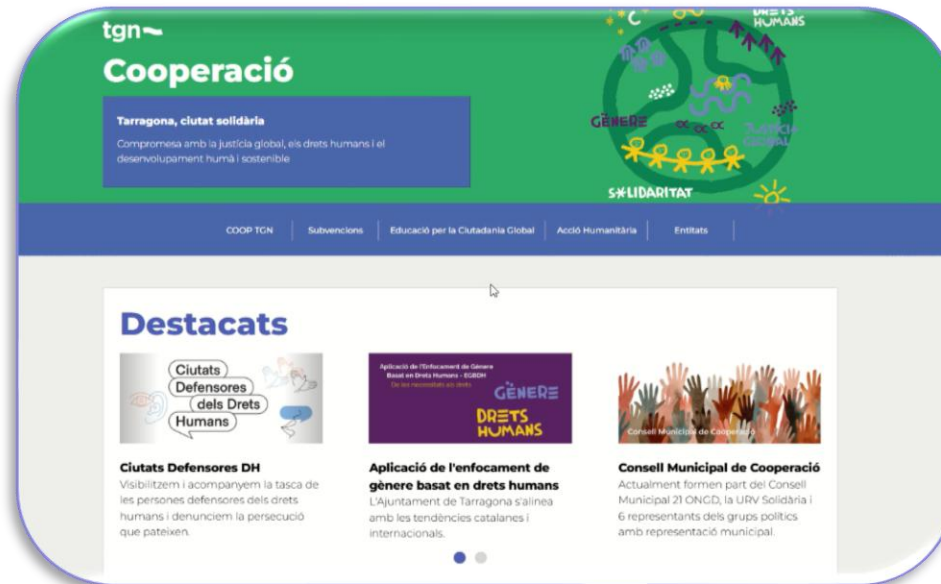 tgn~
Cooperació
Tarragona, ciutat solidària
Compromesa amb la justícia global, els drets humans i el
desenvolupament humà i sostenible
DRETS
HUMANS
GÈNERE
JUSTÍCIA
GLOBAL
S*LIDARITAT
COOP TGN
Subvencions
Educació per la Ciutadania Global
Acció Humanitària
Entitats
Destacats
Ciutats
Defensores
dels Drets
Humans
Ciutats Defensores DH
Visibilitzem i acompanyem la tasca de
les persones defensores dels drets
humans i denunciem la persecució
que pateixen.
Aplicació de l'Enfocament de Gènere
Basat en Drets Humans - EGBDH
De les necessitats als drets
GÈNERE
DRETS
HUMANS
Aplicació de l'enfocament de
gènere basat en drets humans
L'Ajuntament de Tarragona s'alinea
amb les tendències catalanes i
internacionals.
Consell Municipal de Cooperació
Consell Municipal de Cooperació
Actualment formen part del Consell
Municipal 21 ONGD, la URV Solidària i
6 representants dels grups polítics
amb representació municipal.